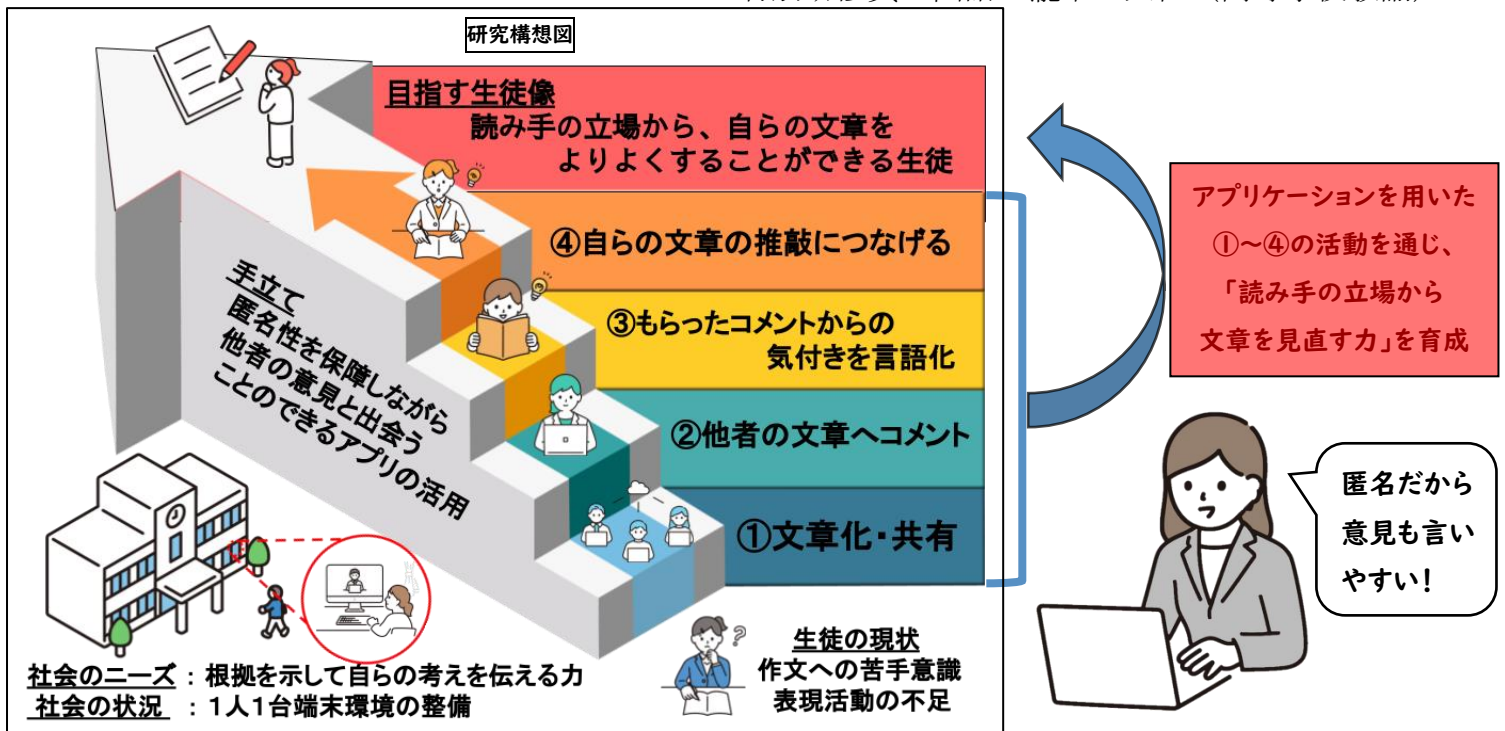 研究構想図
目指す生徒像
読み手の立場から、自らの文章を
よりよくすることができる生徒
④自らの文章の推敲につなげる
③もらったコメントからの
気付きを言語化
②他者の文章へコメント
①文章化・共有
手立て
匿名性を保障しながら
他者の意見と出会う
ことのできるアプリの活用
社会のニーズ：根拠を示して自らの考えを伝える力
社会の状況　：1人1台端末環境の整備
生徒の現状
作文への苦手意識
表現活動の不足
アプリケーションを用いた
①～④の活動を通じ、
「読み手の立場から
文章を見直す力」を育成
匿名だから
意見も言い
やすい！